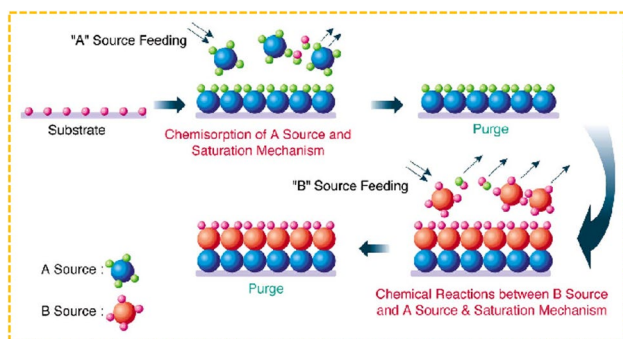 "A" Source Feeding
Substrate
Chemisorption of A Source and
Saturation Mechanism
Purge
"B" Source Feeding
Chemical Reactions between B Source
and A Source & Saturation Mechanism
Purge
A Source :
B Source :